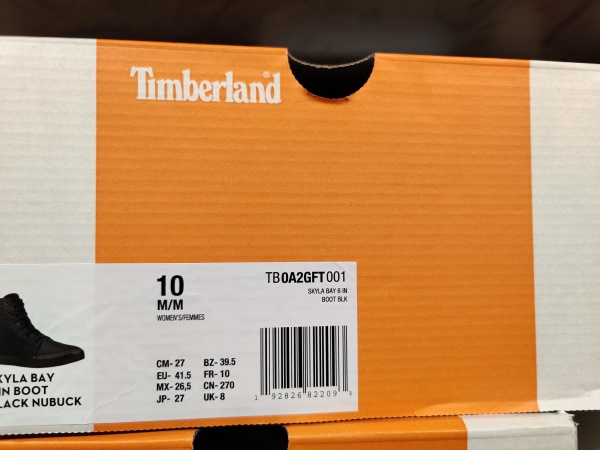 Timberland®
10
M/M
WOMEN'S/FEMMES
TB0A2GFT001
SKYLA BAY 6 IN
BOOT BLK
CM- 27 BZ- 39.5
EU- 41.5 FR- 10
MX- 26,5 CN- 270
JP- 27 UK- 8
1 92826 82209 1
KYLA BAY
IN BOOT
LACK NUBUCK